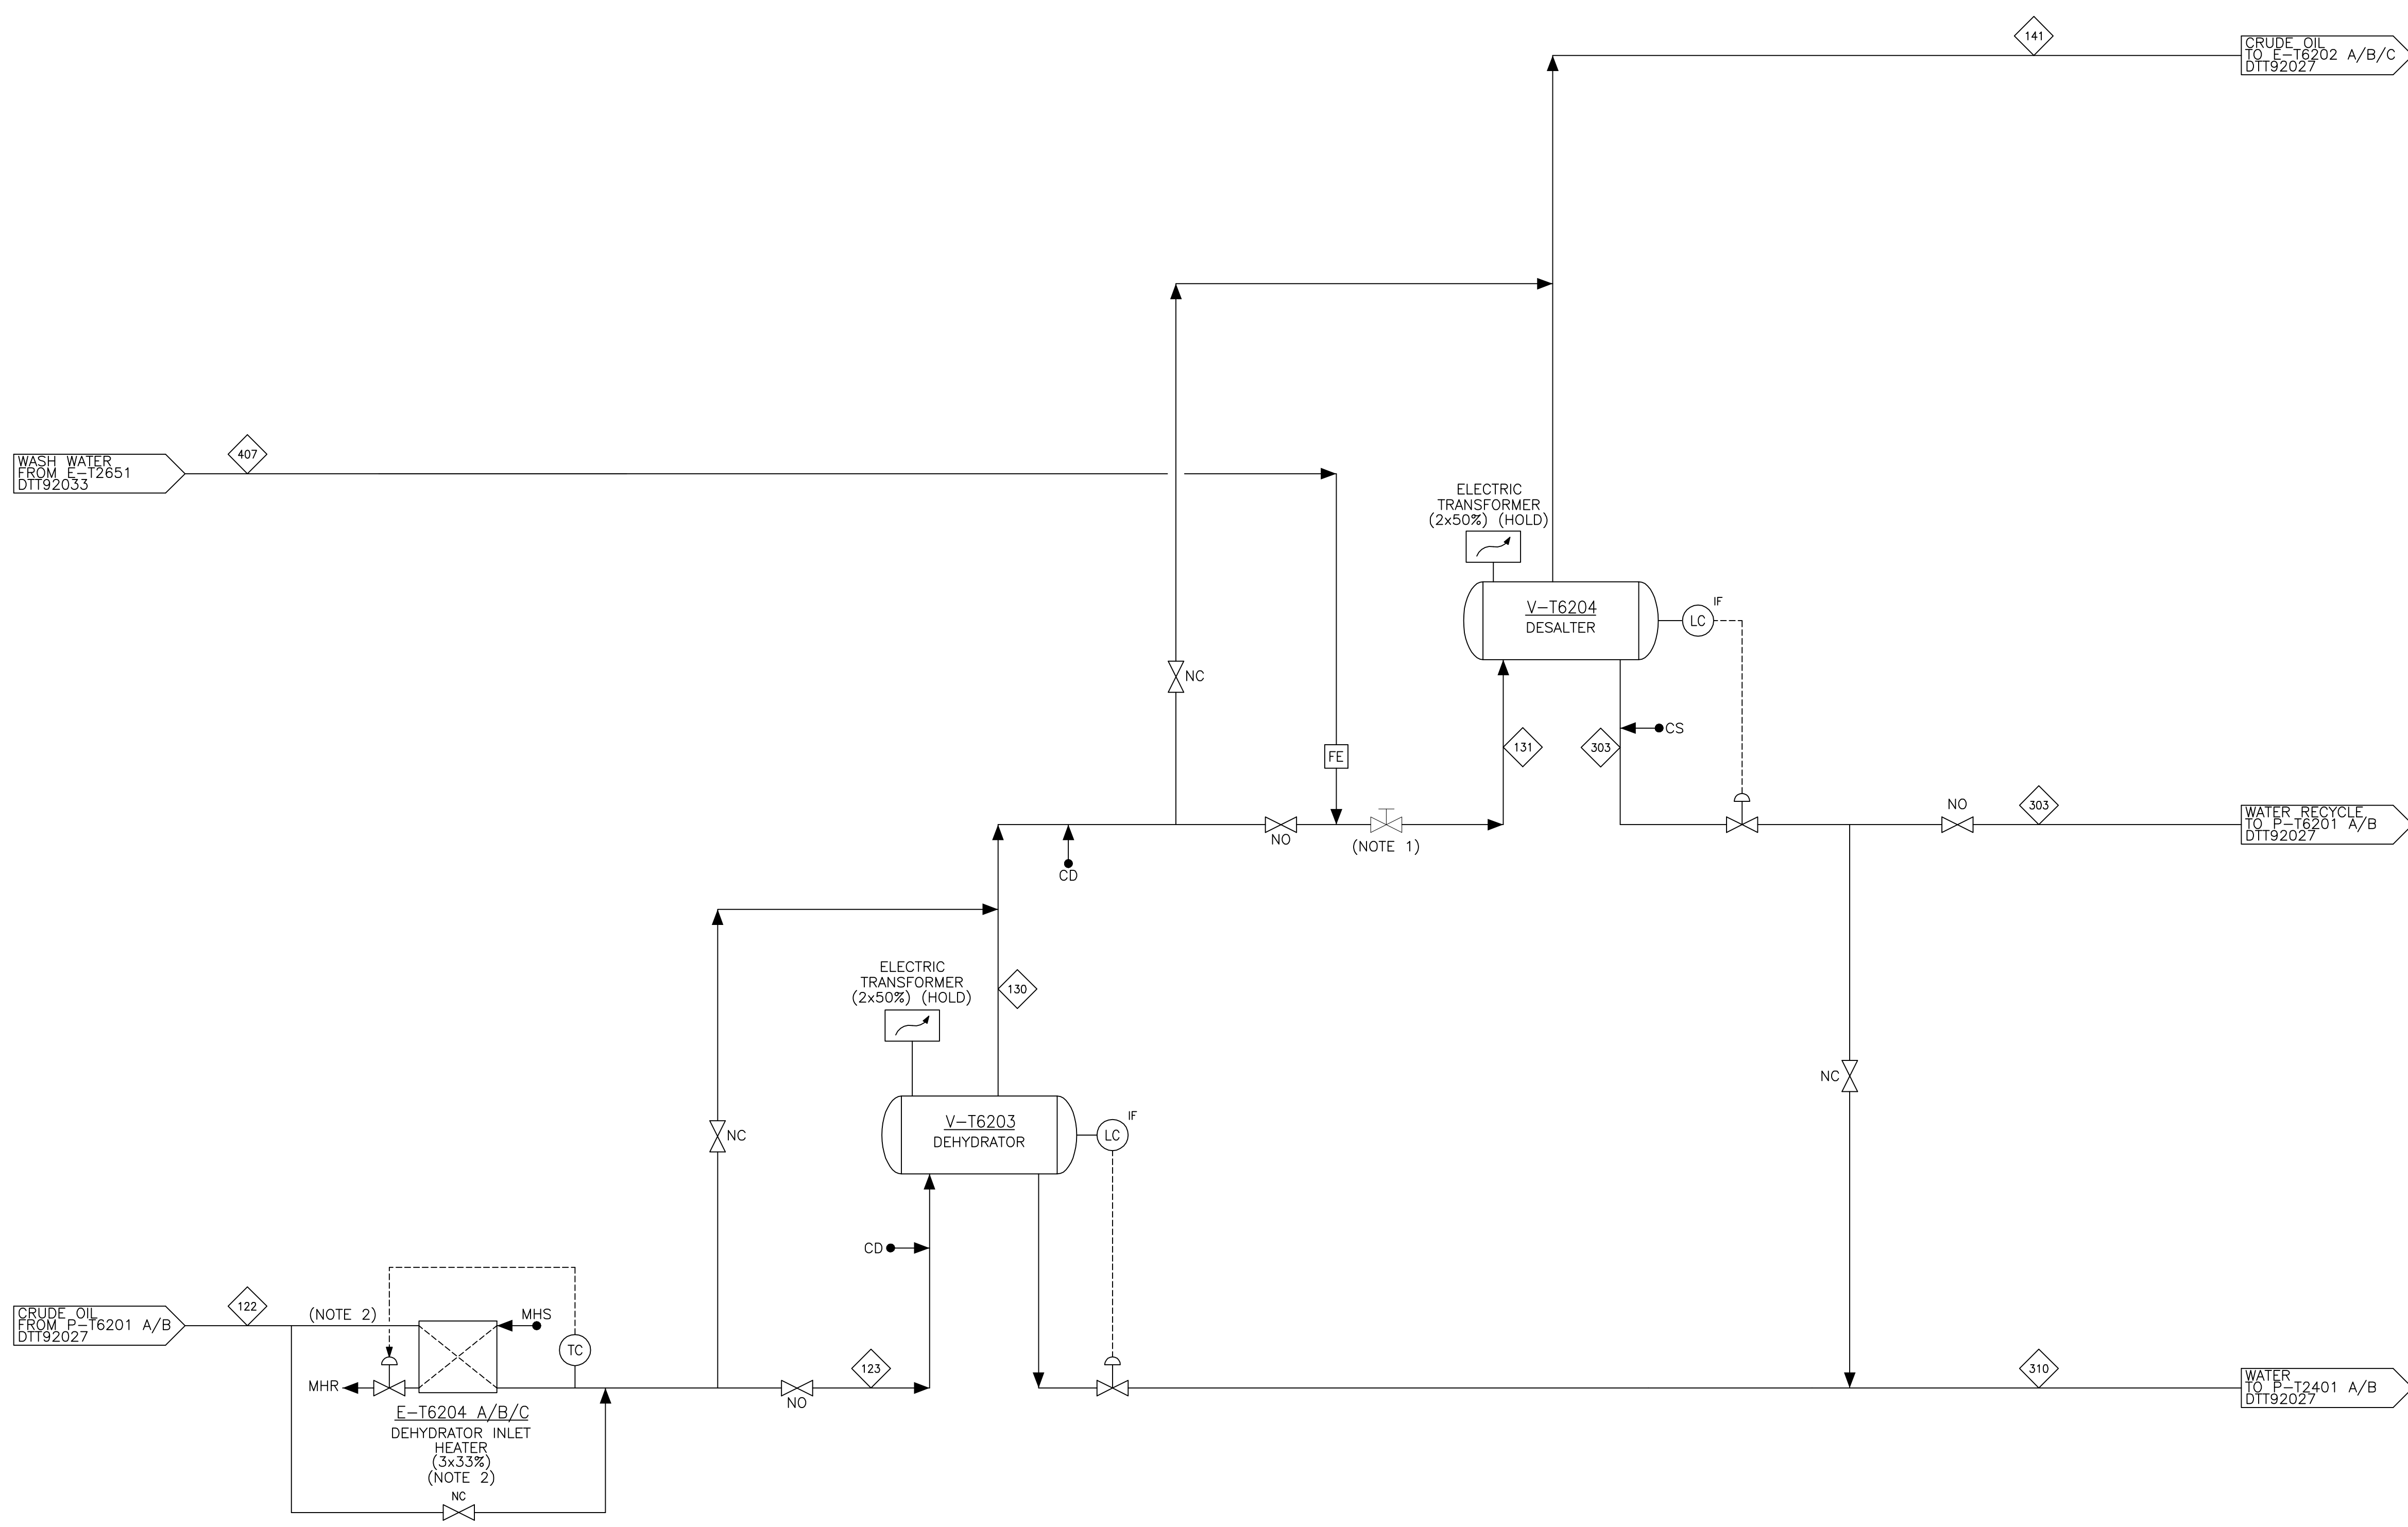 141
CRUDE OIL
TO E-T6202 A/B/C
DTT92027
407
WASH WATER
FROM E-T2651
DTT92033
ELECTRIC
TRANSFORMER
(2x50%) (HOLD)
V-T6204
DESALTER
LC
IF
NC
CS
131
303
FE
NO
(NOTE 1)
CD
NO
303
WATER RECYCLE
TO P-T6201 A/B
DTT92027
ELECTRIC
TRANSFORMER
(2x50%) (HOLD)
130
NC
V-T6203
DEHYDRATOR
LC
IF
NC
CD
122
CRUDE OIL
FROM P-T6201 A/B
DTT92027
(NOTE 2)
MHS
TC
MHR
123
NO
310
WATER
TO P-T2401 A/B
DTT92027
E-T6204 A/B/C
DEHYDRATOR INLET
HEATER
(3x33%)
(NOTE 2)
NC